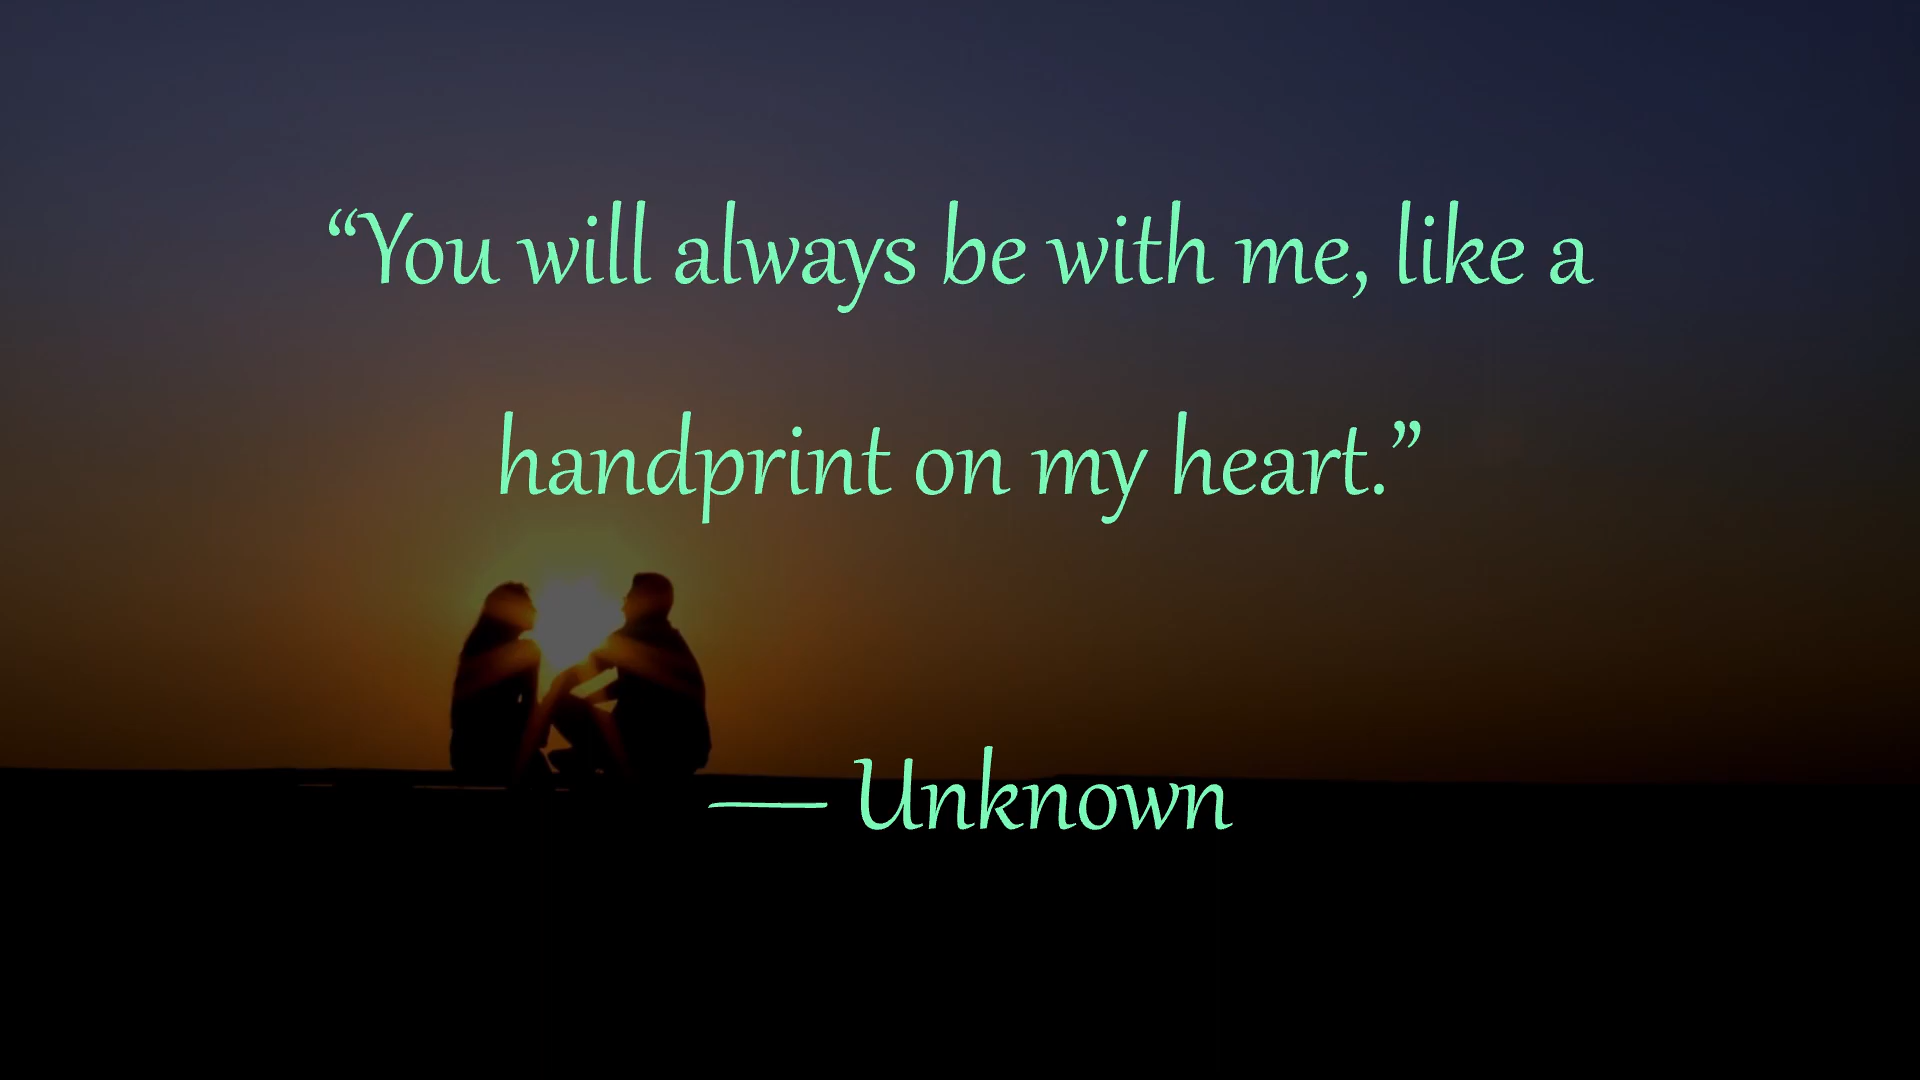 “You will always be with me, like a
handprint on my heart.”
— Unknown